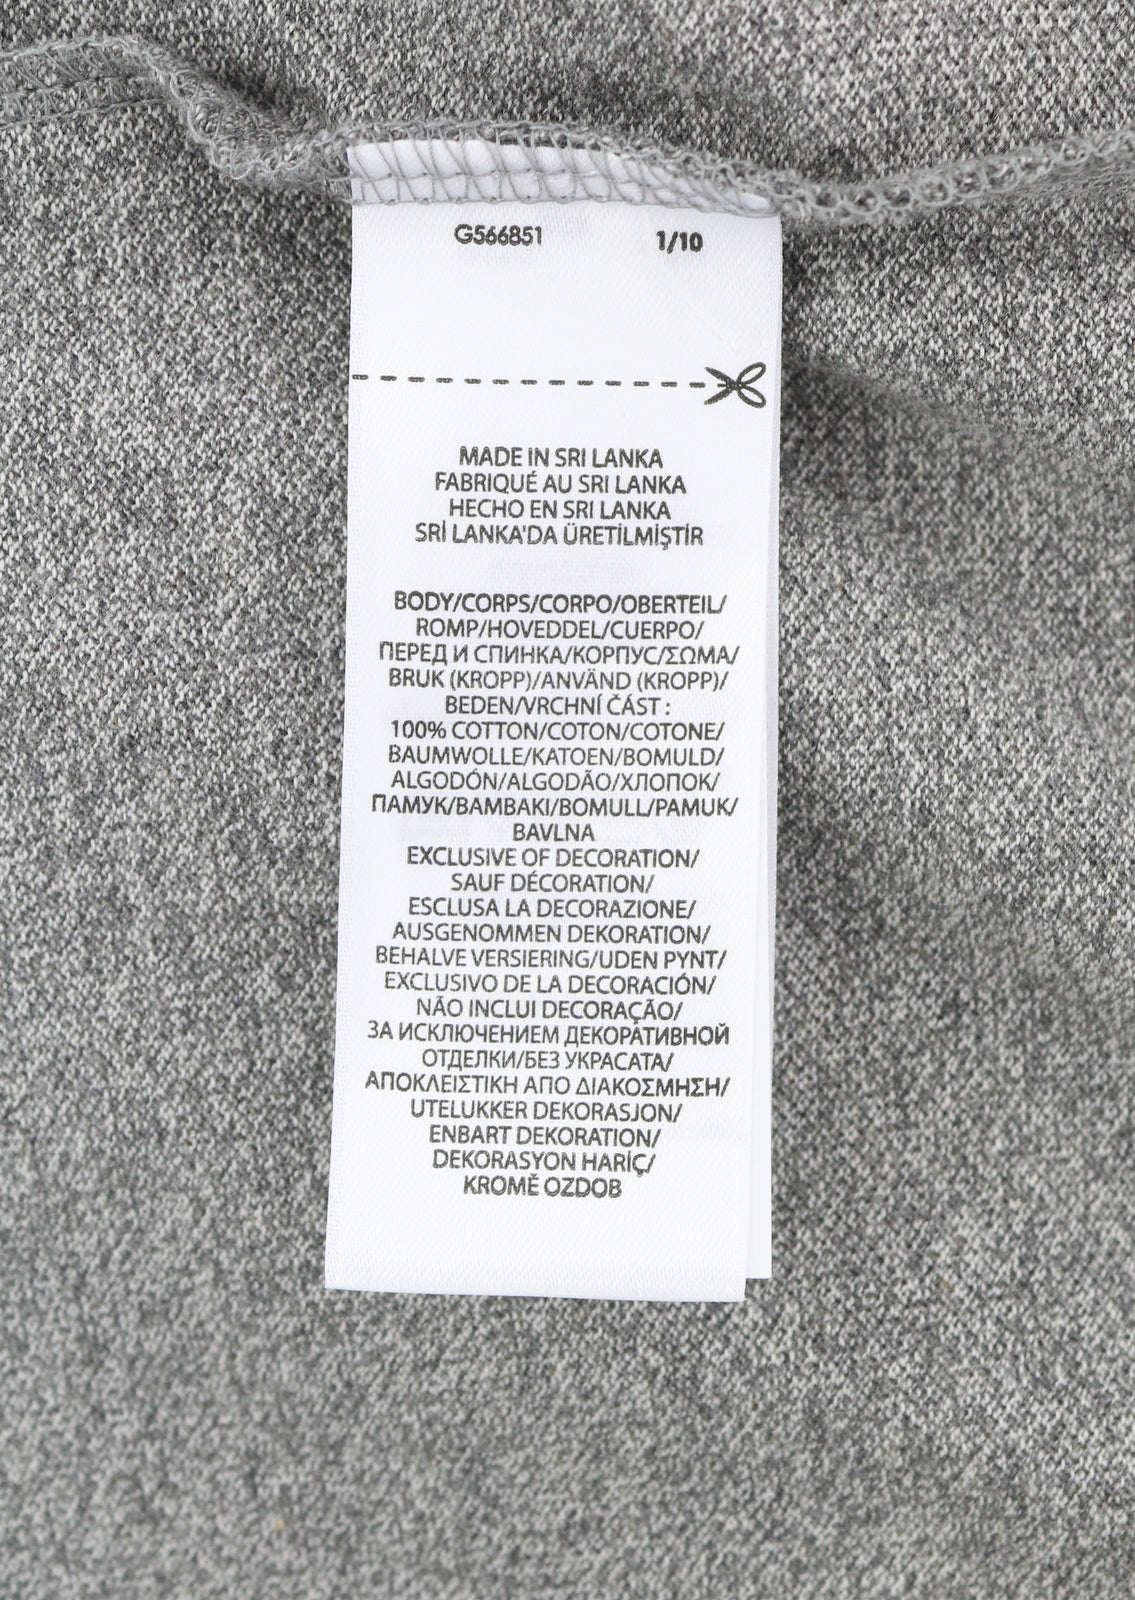 G566851 1/10
MADE IN SRI LANKA
FABRIQUÉ AU SRI LANKA
HECHO EN SRI LANKA
SRİ LANKA'DA ÜRETİLMİŞTİR
BODY/CORPS/CORPO/OBERTEIL/
ROMP/HOVEDDEL/CUERPO/
ПЕРЕД И СПИНКА/КОРПУС/ΣΩΜΑ/
BRUK (KROPP)/ANVÄND (KROPP)/
BEDEN/VRCHNÍ ČÁST :
100% COTTON/COTON/COTONE/
BAUMWOLLE/KATOEN/BOMULD/
ALGODÓN/ALGODÃO/ХЛОПОК/
ПАМУК/BAMBAKI/BOMULL/PAMUK/
BAVLNA
EXCLUSIVE OF DECORATION/
SAUF DÉCORATION/
ESCLUSA LA DECORAZIONE/
AUSGENOMMEN DEKORATION/
BEHALVE VERSIERING/UDEN PYNT/
EXCLUSIVO DE LA DECORACIÓN/
NÃO INCLUI DECORAÇÃO/
ЗА ИСКЛЮЧЕНИЕМ ДЕКОРАТИВНОЙ
ОТДЕЛКИ/БЕЗ УКРАСАТА/
ΑΠΟΚΛΕΙΣΤΙΚΗ ΑΠΟ ΔΙΑΚΟΣΜΗΣΗ/
UTELUKKER DEKORASJON/
ENBART DEKORATION/
DEKORASYON HARİÇ/
KROMĚ OZDOB